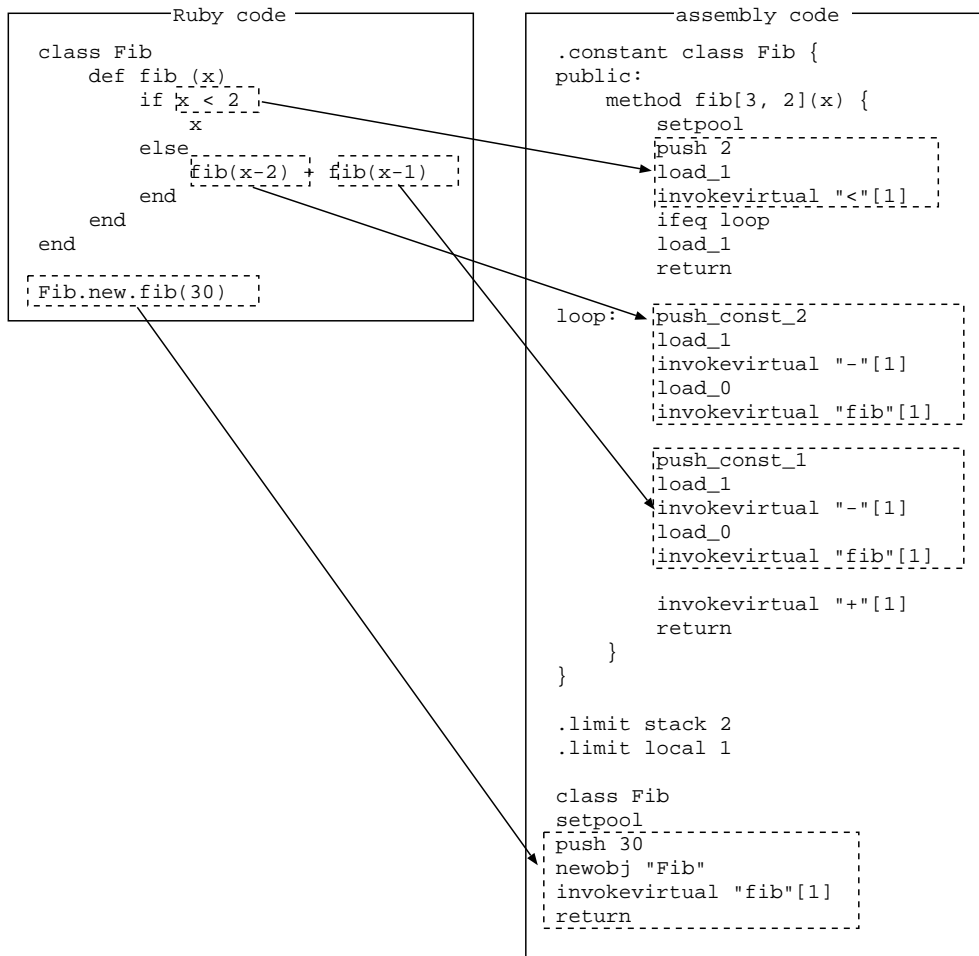 Ruby code
class Fib
    def fib (x)
        if x < 2
            x
        else
            fib(x-2) + fib(x-1)
        end
    end
end
Fib.new.fib(30)
assembly code
.constant class Fib {
public:
    method fib[3, 2](x) {
        setpool
        push 2
        load_1
        invokevirtual "<"[1]
        ifeq loop
        load_1
        return
loop:   push_const_2
        load_1
        invokevirtual "-"[1]
        load_0
        invokevirtual "fib"[1]
        push_const_1
        load_1
        invokevirtual "-"[1]
        load_0
        invokevirtual "fib"[1]
        invokevirtual "+"[1]
        return
    }
}
.limit stack 2
.limit local 1
class Fib
setpool
push 30
newobj "Fib"
invokevirtual "fib"[1]
return